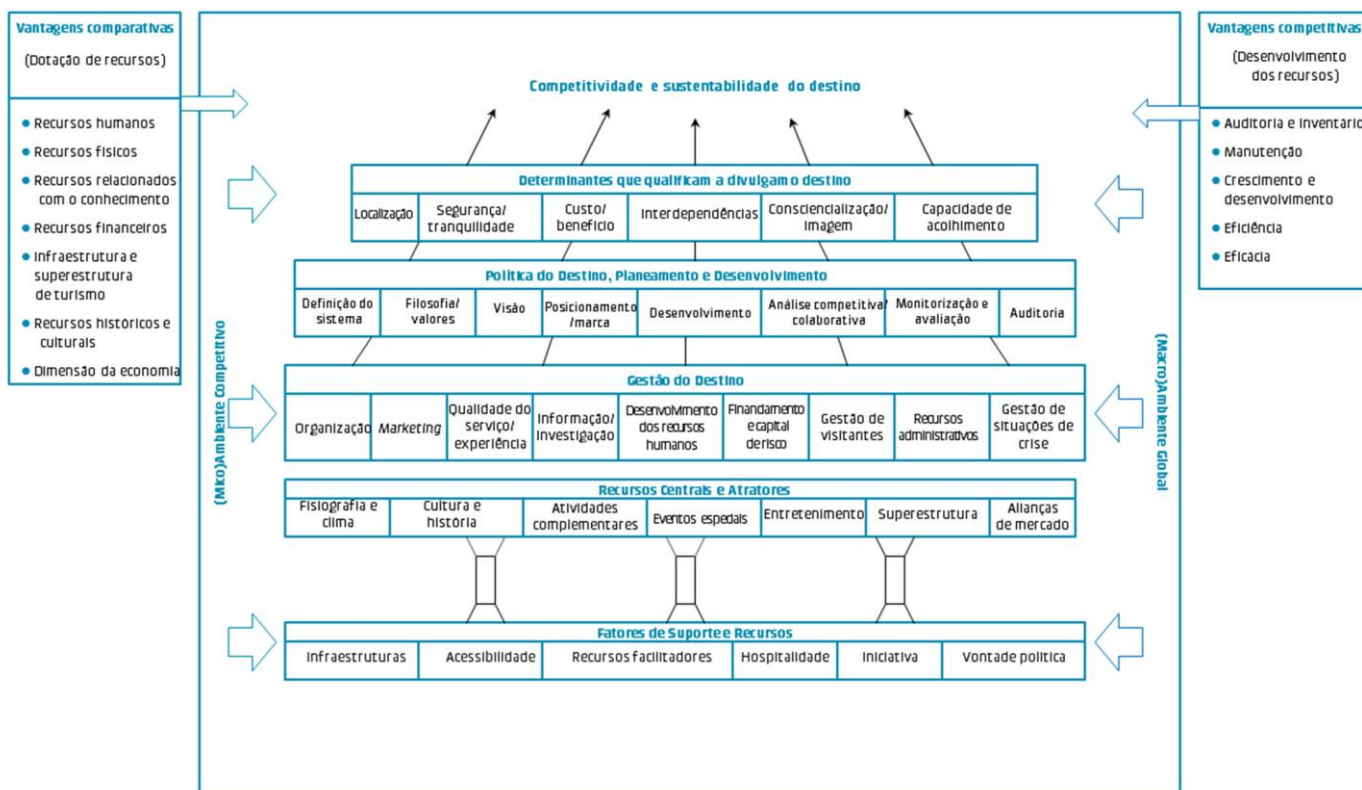 Vantagens comparativas
(Dotação de recursos)
● Recursos humanos
● Recursos físicos
● Recursos relacionados
com o conhecimento
● Recursos financeiros
● Infraestrutura e
superestrutura
de turismo
● Recursos históricos e
culturais
● Dimensão da economia
(Mico)Ambiente Competitivo
Competitividade e sustentabilidade do destino
Determinantes que qualificam a divulgam o destino
Localização
Segurança/
tranquilidade
Custo/
benefício
Interdependências
Consciencialização/
imagem
Capacidade de
acolhimento
Política do Destino, Planeamento e Desenvolvimento
Definição do
sistema
Filosofia/
valores
Visão
Posicionamento
/marca
Desenvolvimento
Análise competitiva/
colaborativa
Monitorização e
avaliação
Auditoria
Gestão do Destino
Organização
Marketing
Qualidade do
serviço/
experiência
Informação/
Investigação
Desenvolvimento
dos recursos
humanos
Financiamento
e capital
de risco
Gestão de
visitantes
Recursos
administrativos
Gestão de
situações de
crise
Recursos Centrais e Atratores
Fisiografia e
clima
Cultura e
história
Atividades
complementares
Eventos espedais
Entretenimento
Superestrutura
Alianças
de mercado
Fatores de Suporte e Recursos
Infraestruturas
Acessibilidade
Recursos facilitadores
Hospitalidade
Iniciativa
Vontade política
(Macro)Ambiente Global
Vantagens competitivas
(Desenvolvimento
dos recursos)
● Auditoria e Inventário
● Manutenção
● Crescimento e
desenvolvimento
● Eficiência
● Eficácia